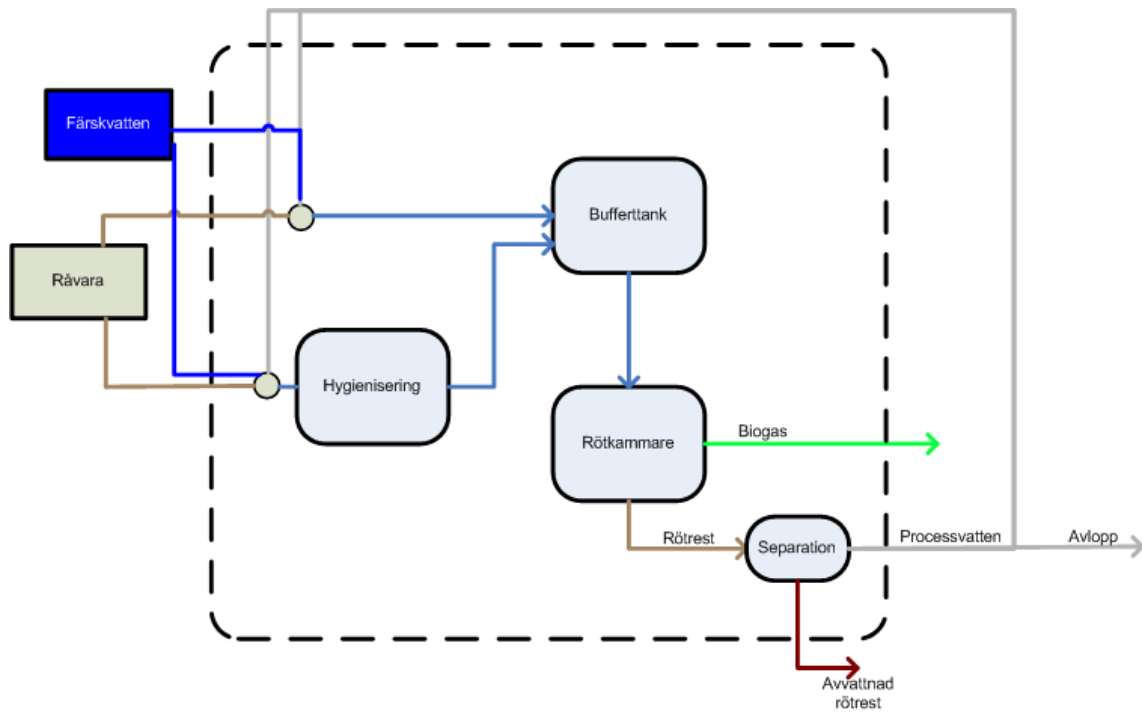 Färskvatten
Bufferttank
Råvara
Hygienisering
Rötkammare
Biogas
Rötrest
Separation
Processvatten
Avlopp
Avvattnad
rötrest